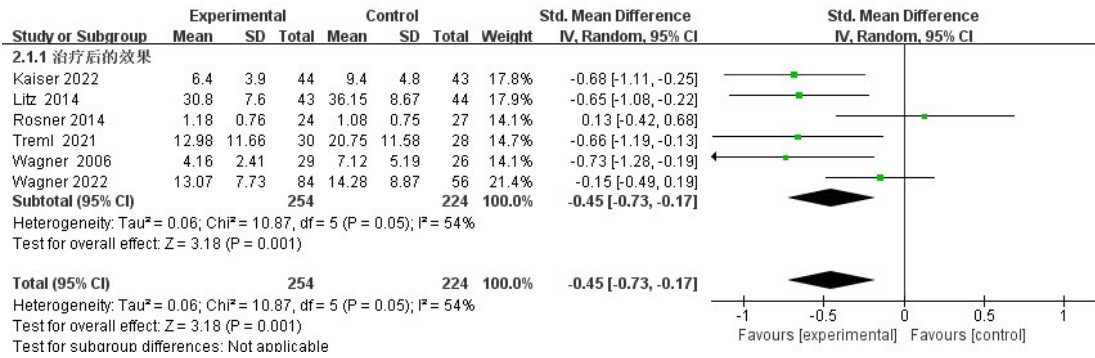 Experimental Control Std. Mean Difference Std. Mean Difference
Study or Subgroup Mean SD Total Mean SD Total Weight IV, Random, 95% CI IV, Random, 95% CI
2.1.1 治疗后的效果
Kaiser 2022 6.4 3.9 44 9.4 4.8 43 17.8% -0.68 [-1.11, -0.25]
Litz 2014 30.8 7.6 43 36.15 8.67 44 17.9% -0.65 [-1.08, -0.22]
Rosner 2014 1.18 0.76 24 1.08 0.75 27 14.1% 0.13 [-0.42, 0.68]
Treml 2021 12.98 11.66 30 20.75 11.58 28 14.7% -0.66 [-1.19, -0.13]
Wagner 2006 4.16 2.41 29 7.12 5.19 26 14.1% -0.73 [-1.28, -0.19]
Wagner 2022 13.07 7.73 84 14.28 8.87 56 21.4% -0.15 [-0.49, 0.19]
Subtotal (95% CI) 254 224 100.0% -0.45 [-0.73, -0.17]
Heterogeneity: Tau² = 0.06; Chi² = 10.87, df = 5 (P = 0.05); I² = 54%
Test for overall effect: Z = 3.18 (P = 0.001)
Total (95% CI) 254 224 100.0% -0.45 [-0.73, -0.17]
Heterogeneity: Tau² = 0.06; Chi² = 10.87, df = 5 (P = 0.05); I² = 54%
Test for overall effect: Z = 3.18 (P = 0.001)
Test for subgroup differences: Not applicable
-1 -0.5 0 0.5 1
Favours [experimental] Favours [control]